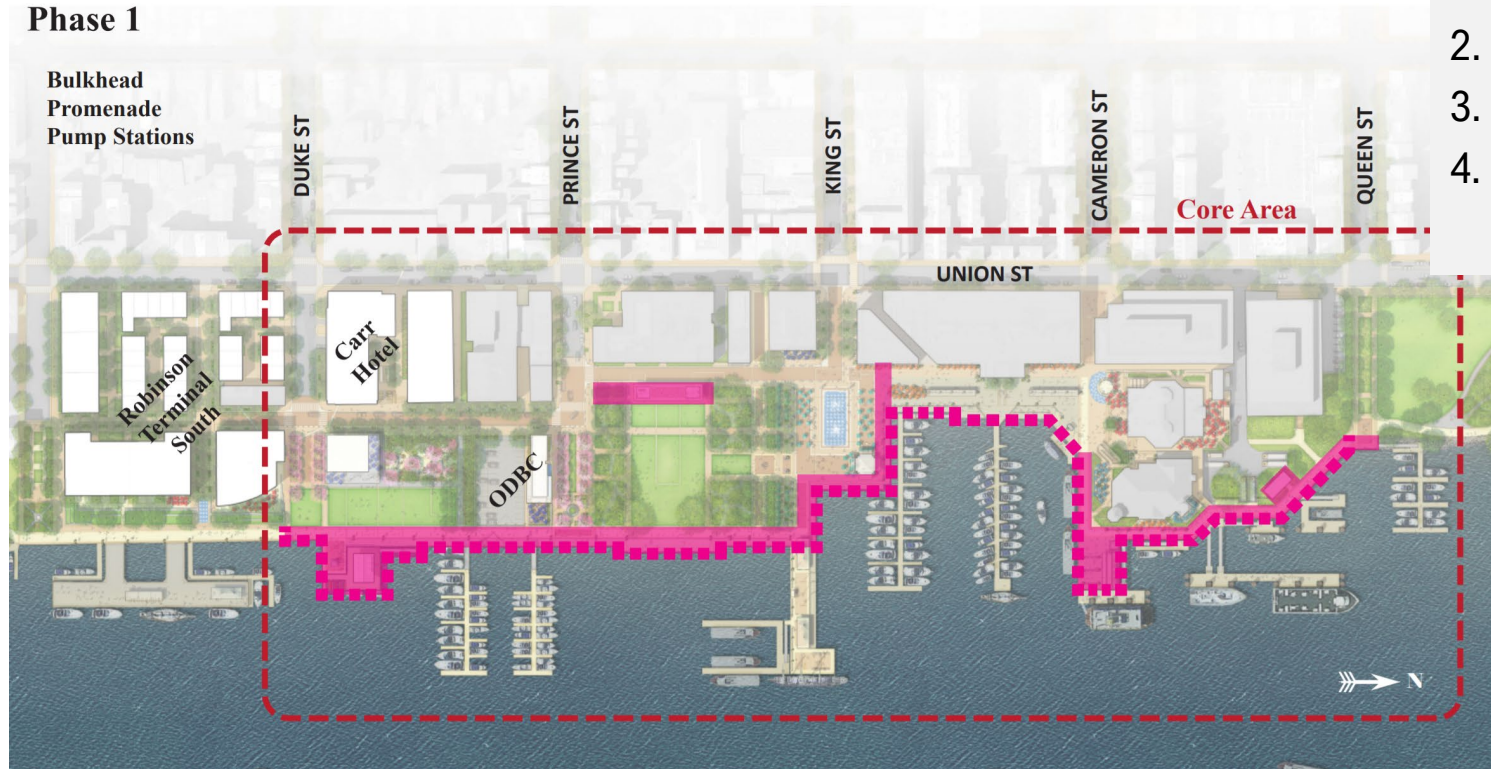 Phase 1
Bulkhead
Promenade
Pump Stations
2.
3.
4.
DUKE ST
PRINCE ST
KING ST
CAMERON ST
QUEEN ST
Core Area
UNION ST
Carr
Hotel
Robinson
Terminal
South
ODBC
N